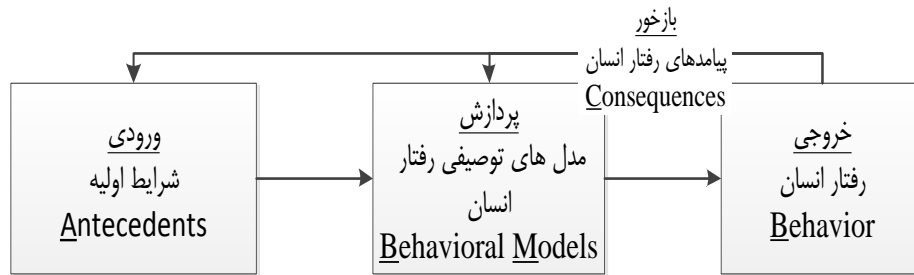 بازخور
پیامدهای رفتار انسان
Consequences
ورودی
شرایط اولیه
Antecedents
پردازش
مدل های توصیفی رفتار
انسان
Behavioral Models
خروجی
رفتار انسان
Behavior